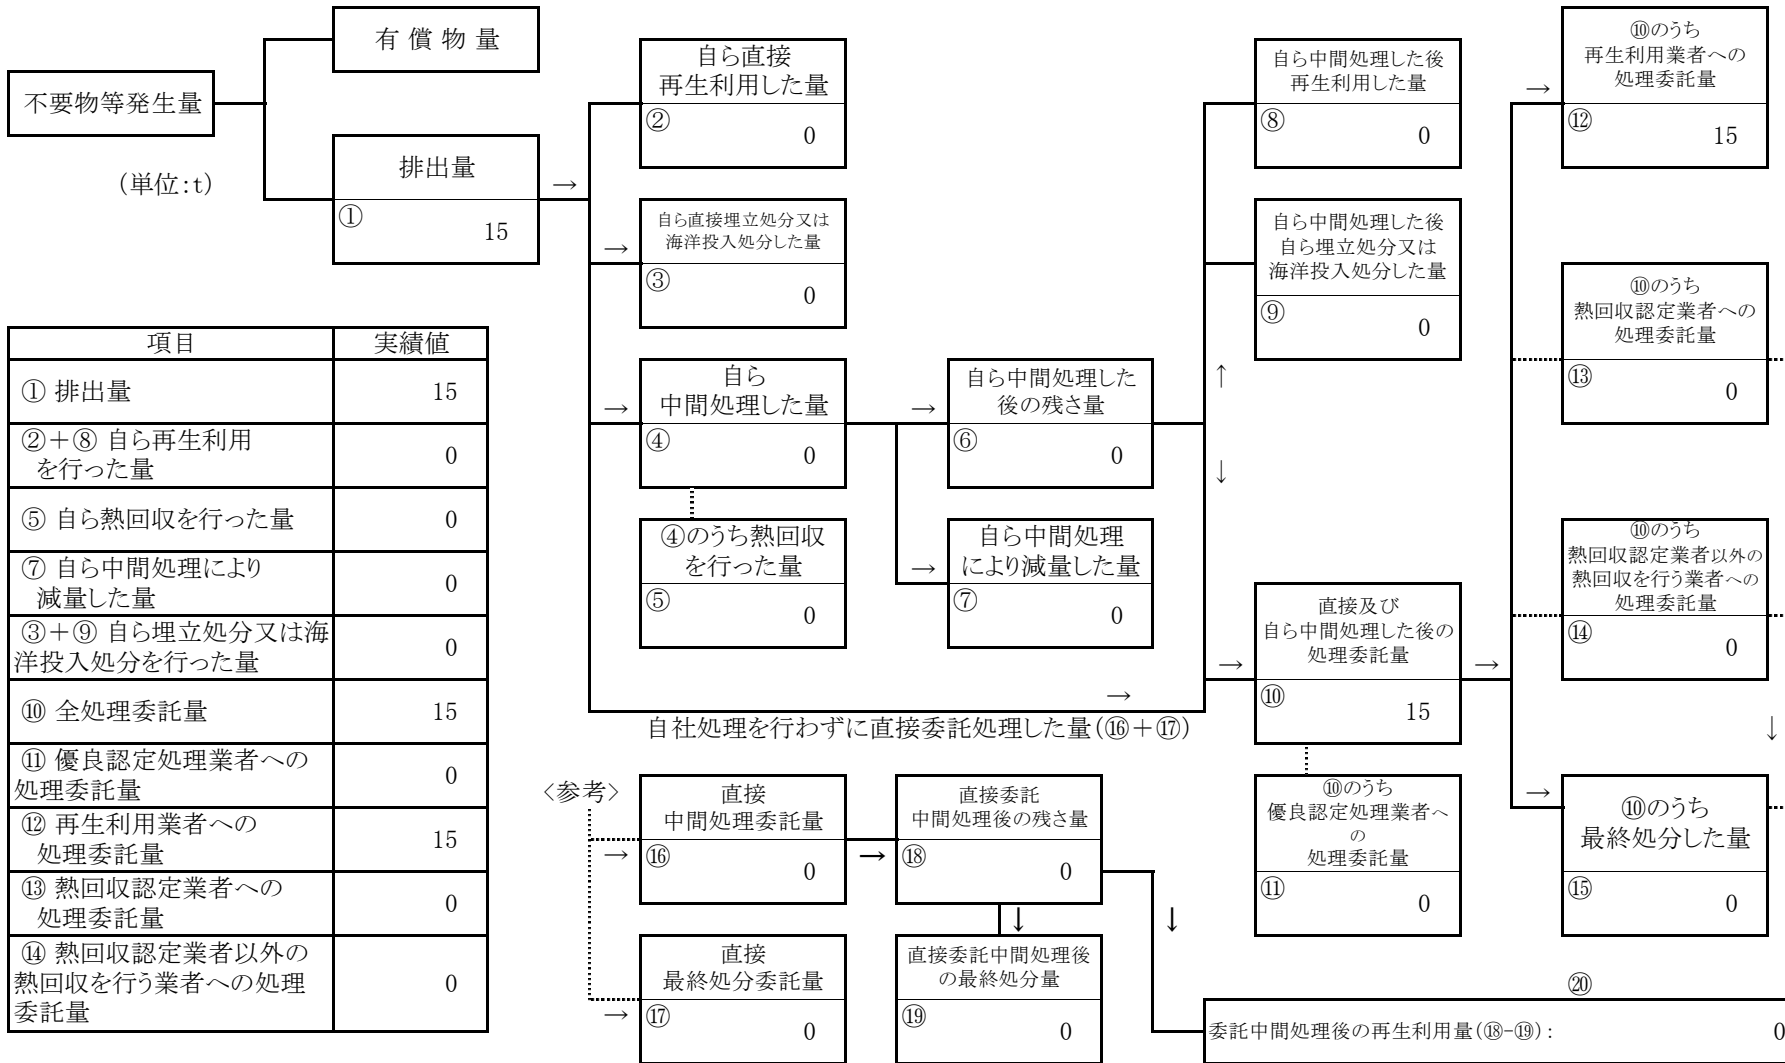 不要物等発生量
(単位:t)
有 償 物 量
排出量
①
15
→
自ら直接
再生利用した量
②
0
→
自ら直接埋立処分又は
海洋投入処分した量
③
0
→
自ら
中間処理した量
④
0
④のうち熱回収
を行った量
⑤
0
→
自ら中間処理した
後の残さ量
⑥
0
→
自ら中間処理
により減量した量
⑦
0
↑
↓
自ら中間処理した後
再生利用した量
⑧
0
自ら中間処理した後
自ら埋立処分又は
海洋投入処分した量
⑨
0
→
自社処理を行わずに直接委託処理した量(⑯+⑰)
→
直接及び
自ら中間処理した後の
処理委託量
⑩
15
→
⑩のうち
優良認定処理業者へ
の
処理委託量
⑪
0
→
⑩のうち
再生利用業者への
処理委託量
⑫
15
⑩のうち
熱回収認定業者への
処理委託量
⑬
0
⑩のうち
熱回収認定業者以外の
熱回収を行う業者への
処理委託量
⑭
0
↓
→
⑩のうち
最終処分した量
⑮
0
項目 実績値
① 排出量 15
②+⑧ 自ら再生利用
を行った量 0
⑤ 自ら熱回収を行った量 0
⑦ 自ら中間処理により
減量した量 0
③+⑨ 自ら埋立処分又は海
洋投入処分を行った量 0
⑩ 全処理委託量 15
⑪ 優良認定処理業者への
処理委託量 0
⑫ 再生利用業者への
処理委託量 15
⑬ 熱回収認定業者への
処理委託量 0
⑭ 熱回収認定業者以外の
熱回収を行う業者への処理
委託量 0
<参考>
→
直接
中間処理委託量
⑯
0
→
直接委託
中間処理後の残さ量
⑱
0
↓
↓
→
直接
最終処分委託量
⑰
0
直接委託中間処理後
の最終処分量
⑲
0
⑳
委託中間処理後の再生利用量(⑱-⑲): 0